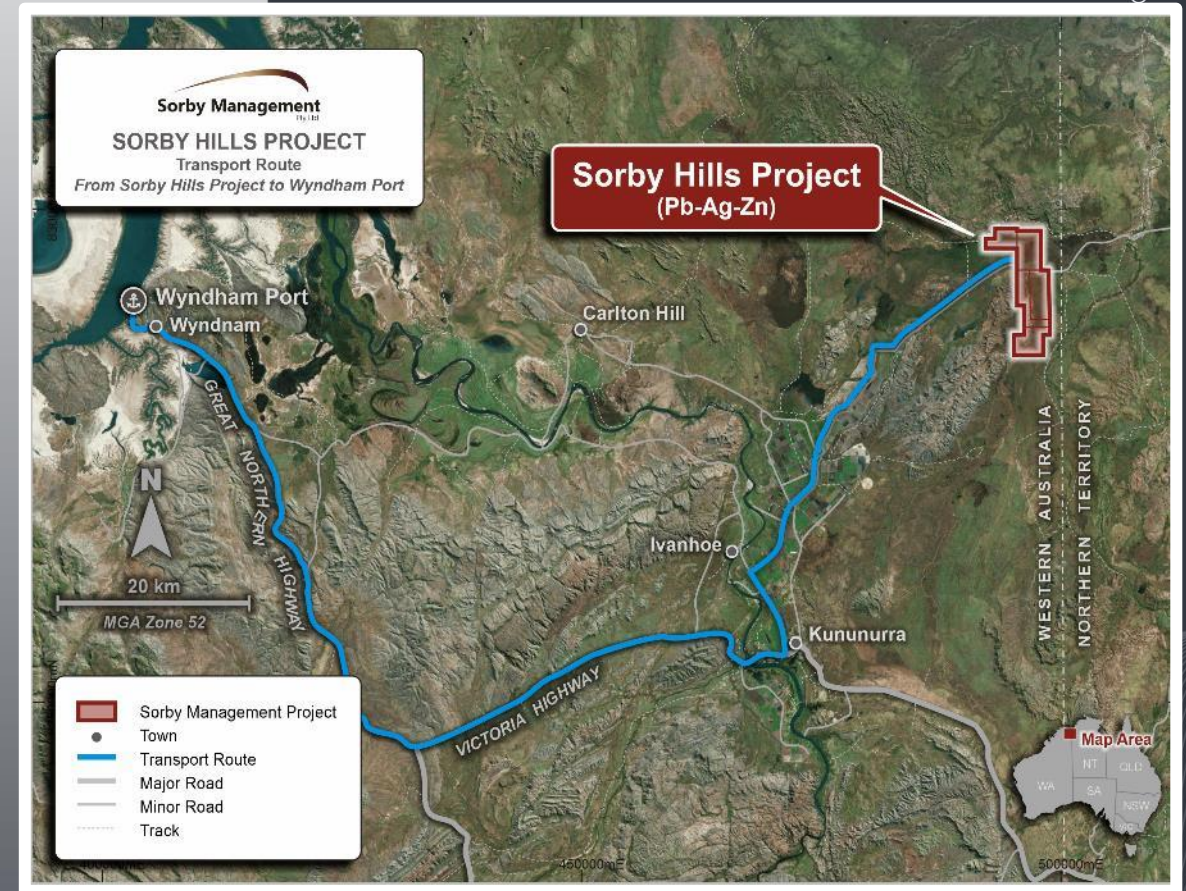 Sorby Management
Pty Ltd
SORBY HILLS PROJECT
Transport Route
From Sorby Hills Project to Wyndham Port
Sorby Hills Project
(Pb-Ag-Zn)
Wyndham Port
Wyndnam
Carlton Hill
GREAT NORTHERN HIGHWAY
N
20 km
MGA Zone 52
Ivanhoe
Kununurra
VICTORIA HIGHWAY
WESTERN AUSTRALIA
NORTHERN TERRITORY
Sorby Management Project
Town
Transport Route
Major Road
Minor Road
Track
Map Area
WA
NT
QLD
SA
NSW
450000mE
500000mE